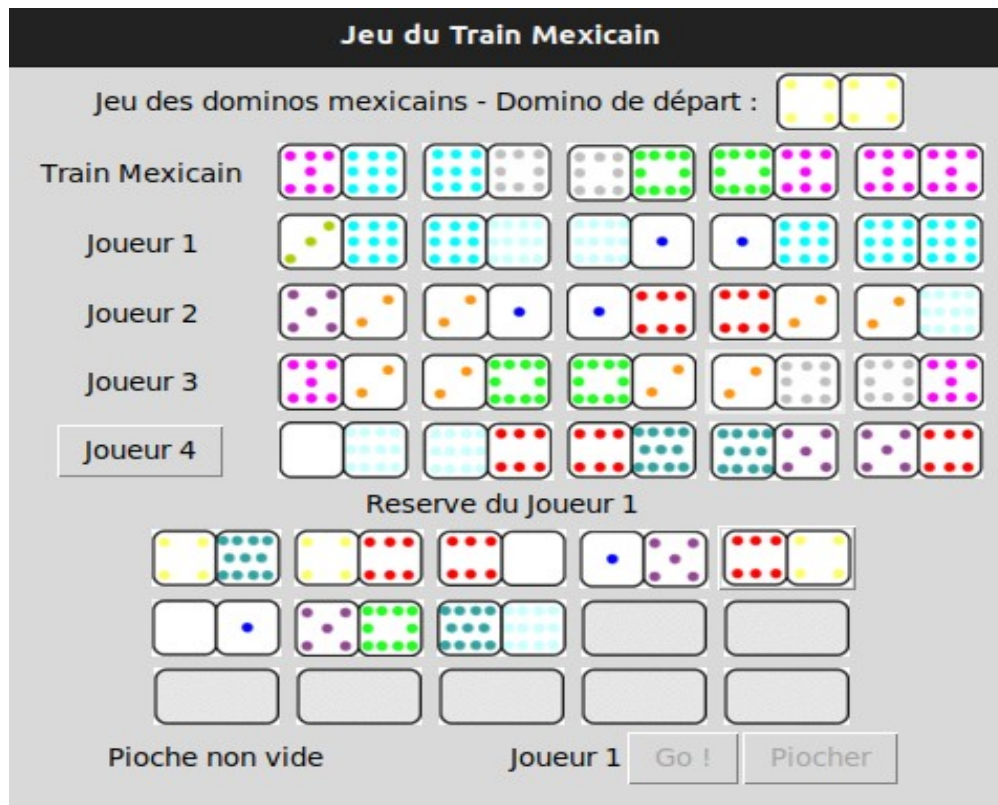 Jeu du Train Mexicain
Jeu des dominos mexicains - Domino de départ :
Train Mexicain
Joueur 1
Joueur 2
Joueur 3
Joueur 4
Reserve du Joueur 1
Pioche non vide Joueur 1 Go ! Piocher